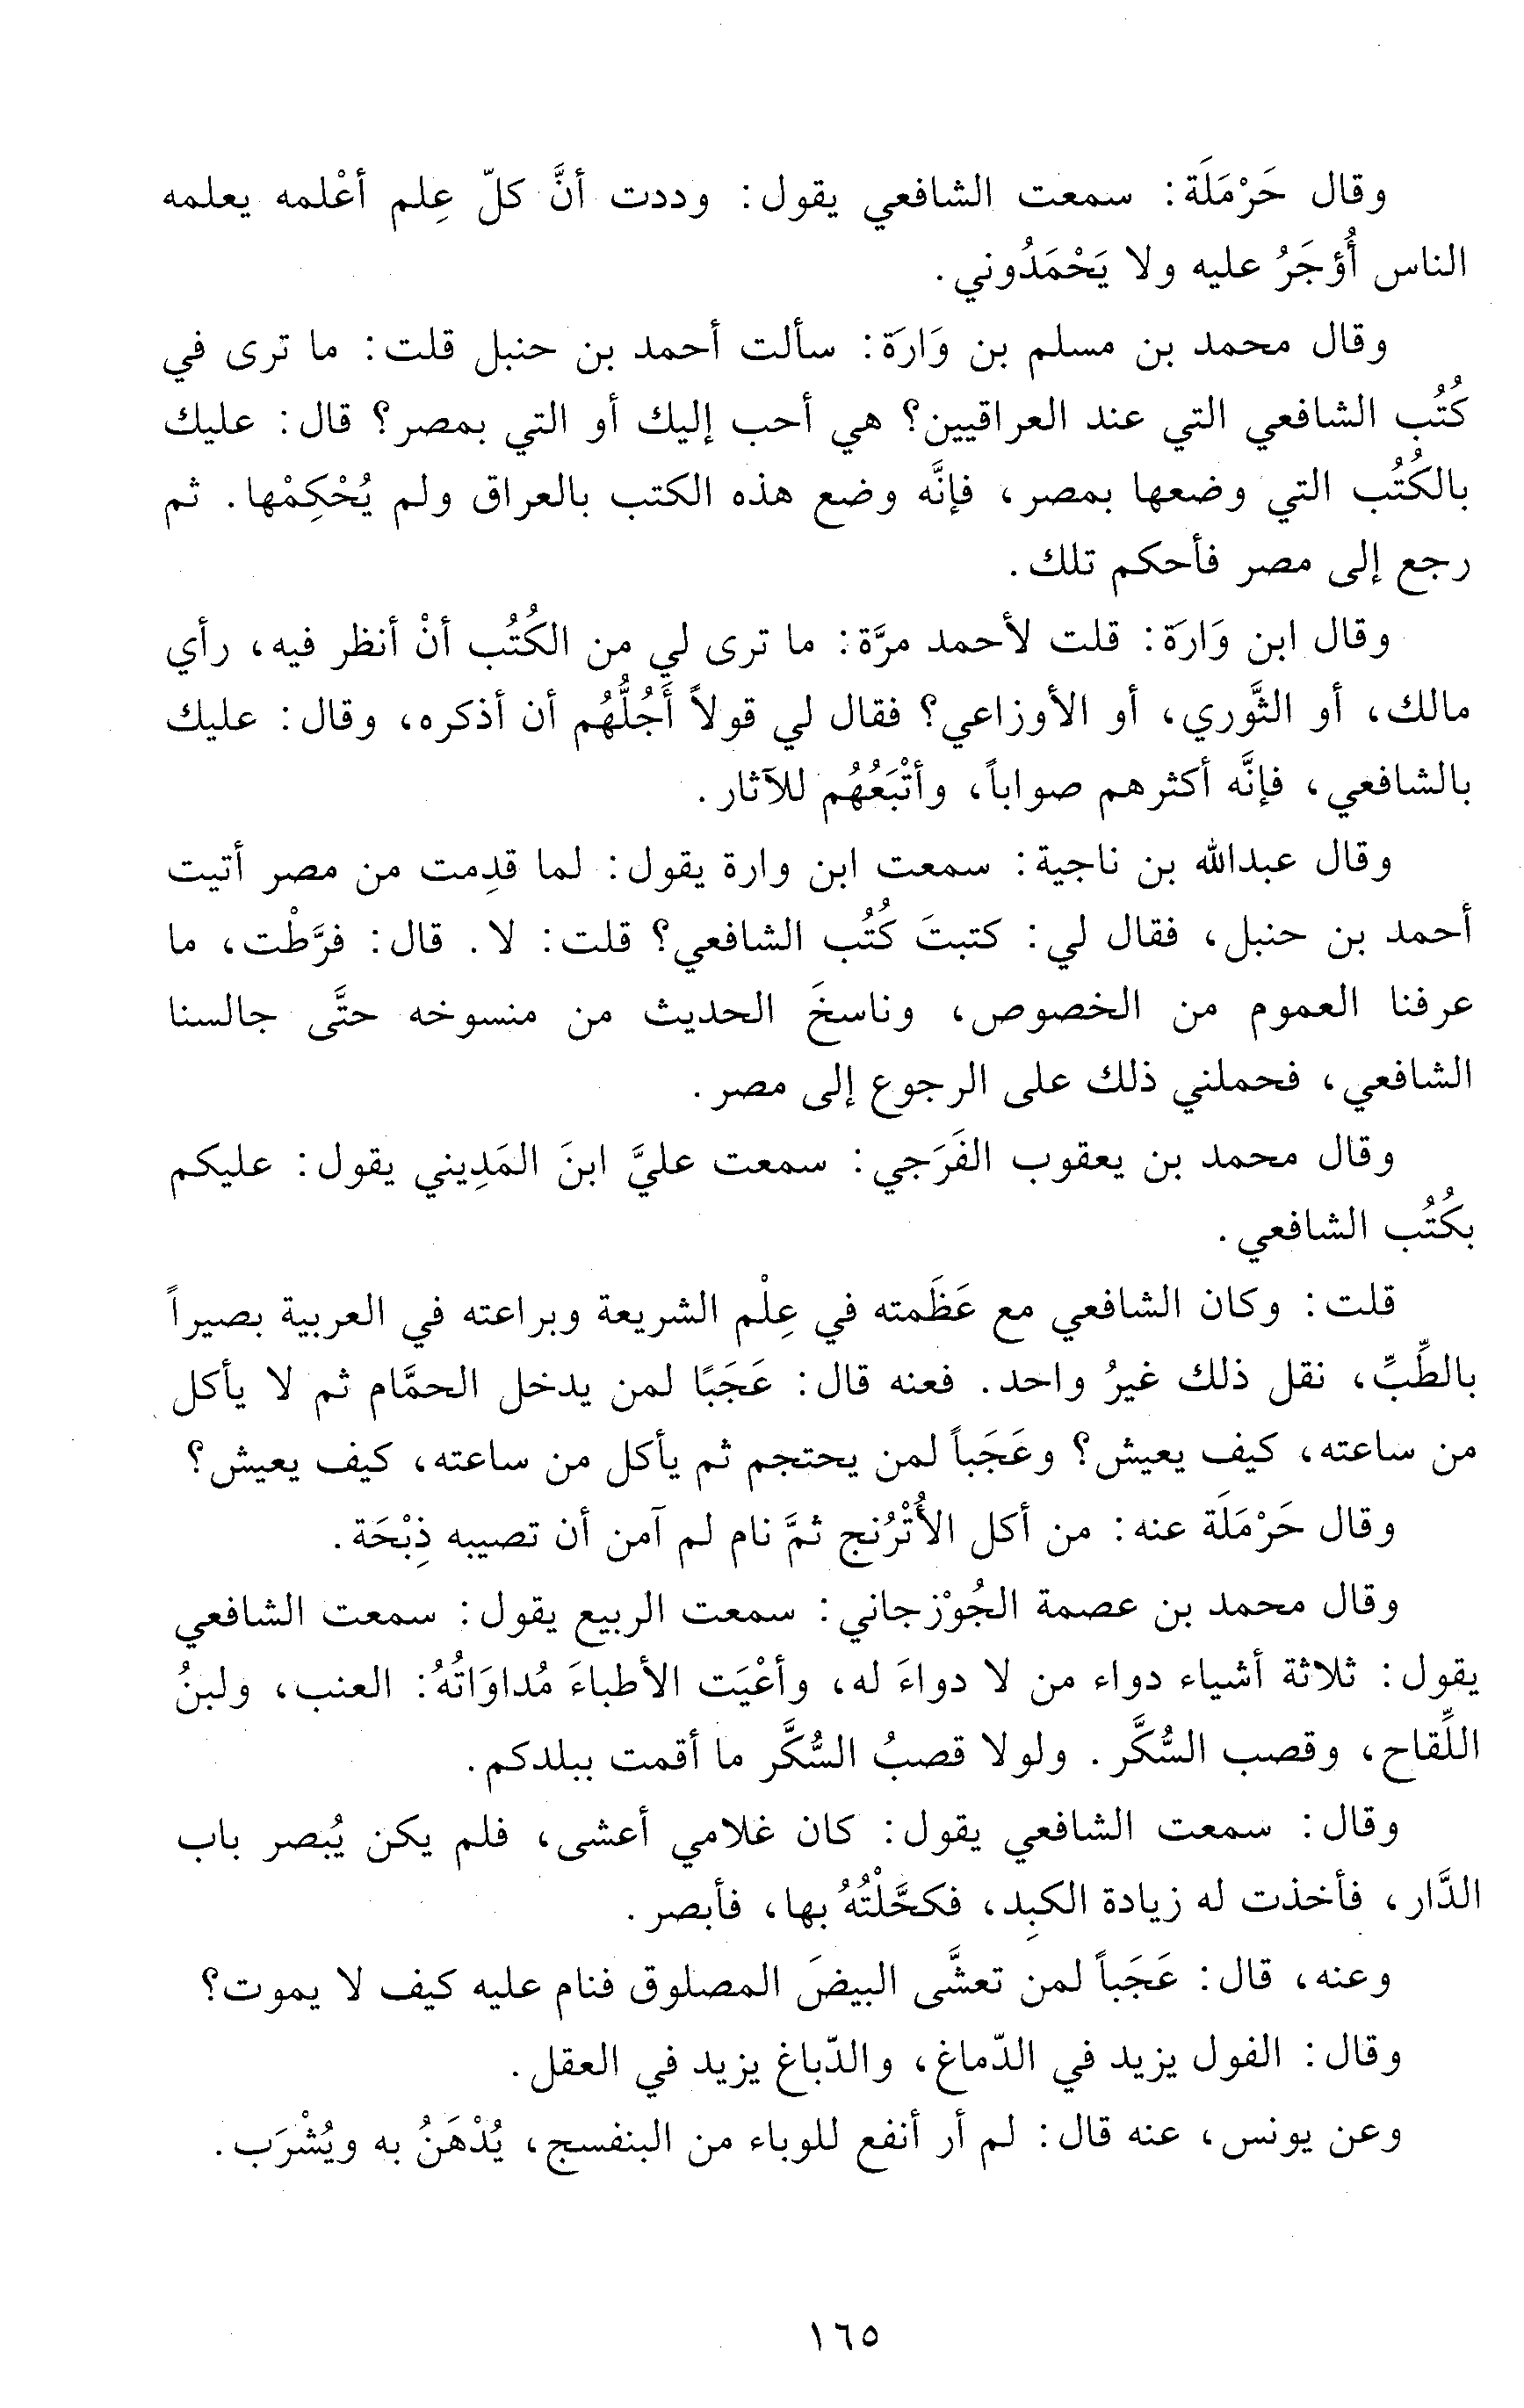 وقال حَرْمَلَة: سمعت الشافعي يقول: وددت أنَّ كلّ عِلم أعْلمه يعلمه
الناس أُؤجَرُ عليه ولا يَحْمَدُوني.
وقال محمد بن مسلم بن وَارَة: سألت أحمد بن حنبل قلت: ما ترى في
كُتُب الشافعي التي عند العراقيين؟ هي أحب إليك أو التي بمصر؟ قال: عليك
بالكُتُب التي وضعها بمصر، فإنَّه وضع هذه الكتب بالعراق ولم يُحْكِمْها. ثم
رجع إلى مصر فأحكم تلك.
وقال ابن وَارَة: قلت لأحمد مرَّة: ما ترى لي من الكُتُب أنْ أنظر فيه، رأي
مالك، أو الثَّوري، أو الأوزاعي؟ فقال لي قولاً أَجُلُّهُم أن أذكره، وقال: عليك
بالشافعي، فإنَّه أكثرهم صواباً، وأتْبَعُهُم للآثار.
وقال عبدالله بن ناجية: سمعت ابن وارة يقول: لما قدِمت من مصر أتيت
أحمد بن حنبل، فقال لي: كتبتَ كُتُب الشافعي؟ قلت: لا. قال: فرَّطْت، ما
عرفنا العموم من الخصوص، وناسخَ الحديث من منسوخه حتَّى جالسنا
الشافعي، فحملني ذلك على الرجوع إلى مصر.
وقال محمد بن يعقوب الفَرَجي: سمعت عليَّ ابنَ المَدِيني يقول: عليكم
بكُتُب الشافعي.
قلت: وكان الشافعي مع عَظَمته في عِلْم الشريعة وبراعته في العربية بصيراً
بالطِّبِّ، نقل ذلك غيرُ واحد. فعنه قال: عَجَبًا لمن يدخل الحمَّام ثم لا يأكل
من ساعته، كيف يعيش؟ وعَجَباً لمن يحتجم ثم يأكل من ساعته، كيف يعيش؟
وقال حَرْمَلَة عنه: من أكل الأُتْرُنج ثمَّ نام لم آمن أن تصيبه ذِبْحَة.
وقال محمد بن عصمة الجُوْزجاني: سمعت الربيع يقول: سمعت الشافعي
يقول: ثلاثة أشياء دواء من لا دواءَ له، وأعْيَت الأطباءَ مُداوَاتُهُ: العنب، ولبنُ
اللِّقاح، وقصب السُّكَّر. ولولا قصبُ السُّكَّر ما أقمت ببلدكم.
وقال: سمعت الشافعي يقول: كان غلامي أعشى، فلم يكن يُبصر باب
الدَّار، فأخذت له زيادة الكبِد، فكحَّلْتُهُ بها، فأبصر.
وعنه، قال: عَجَباً لمن تعشَّى البيضَ المصلوق فنام عليه كيف لا يموت؟
وقال: الفول يزيد في الدّماغ، والدّباغ يزيد في العقل.
وعن يونس، عنه قال: لم أر أنفع للوباء من البنفسج، يُدْهَنُ به ويُشْرَب.
١٦٥